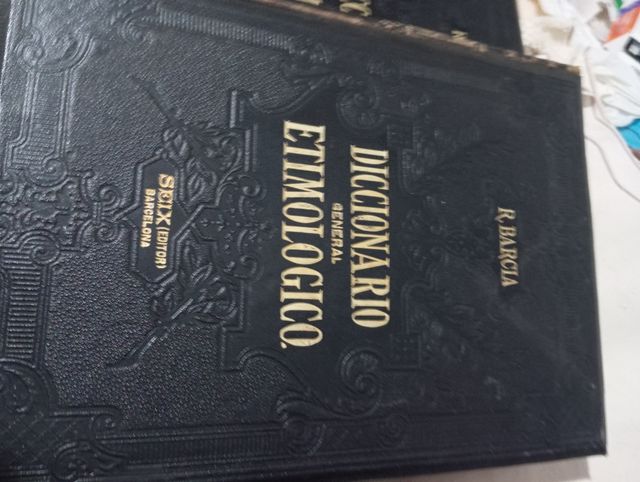 R. BARCIA
DICCIONARIO
GENERAL
ETIMOLOGICO.
SEIX (EDITOR)
BARCELONA